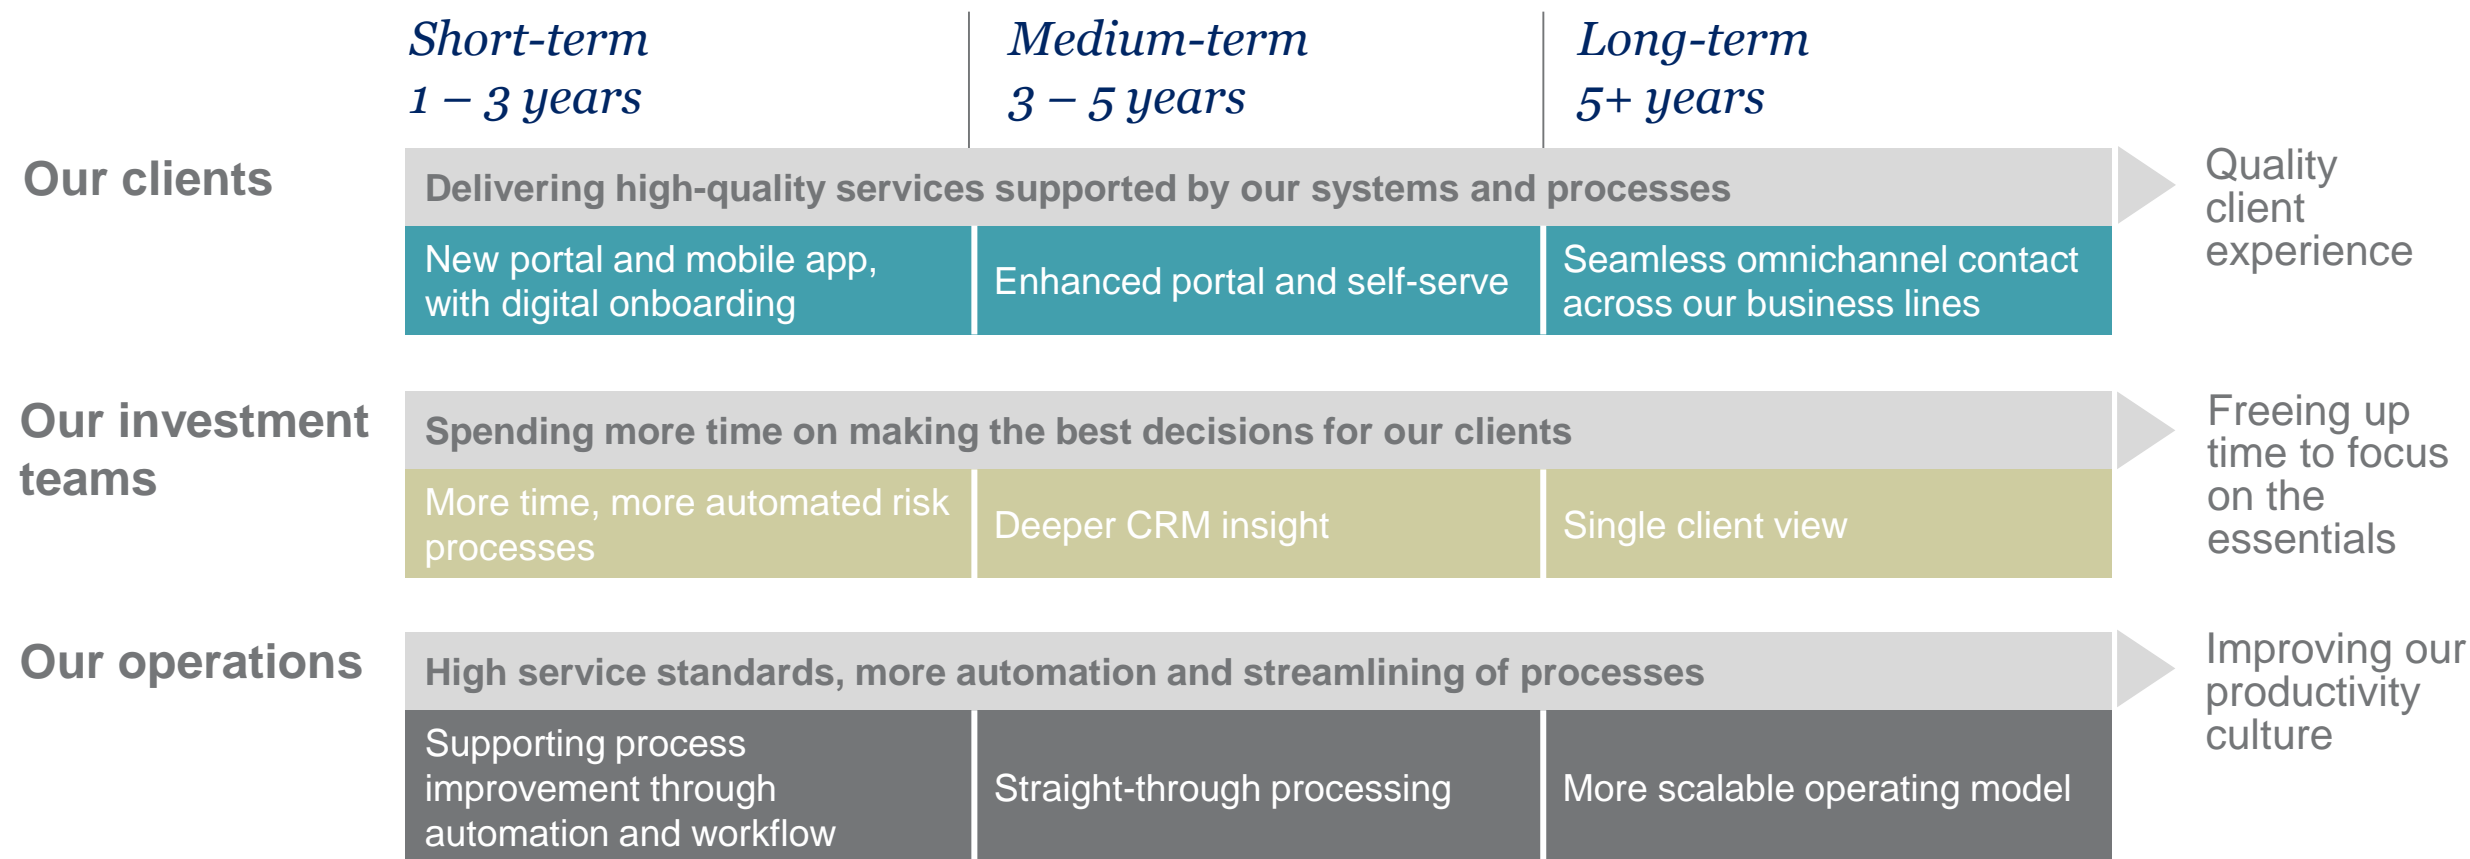 Short-term
1 – 3 years
Medium-term
3 – 5 years
Long-term
5+ years
Our clients
Delivering high-quality services supported by our systems and processes
New portal and mobile app,
with digital onboarding
Enhanced portal and self-serve
Seamless omnichannel contact
across our business lines
Quality
client
experience
Our investment
teams
Spending more time on making the best decisions for our clients
More time, more automated risk
processes
Deeper CRM insight
Single client view
Freeing up
time to focus
on the
essentials
Our operations
High service standards, more automation and streamlining of processes
Supporting process
improvement through
automation and workflow
Straight-through processing
More scalable operating model
Improving our
productivity
culture